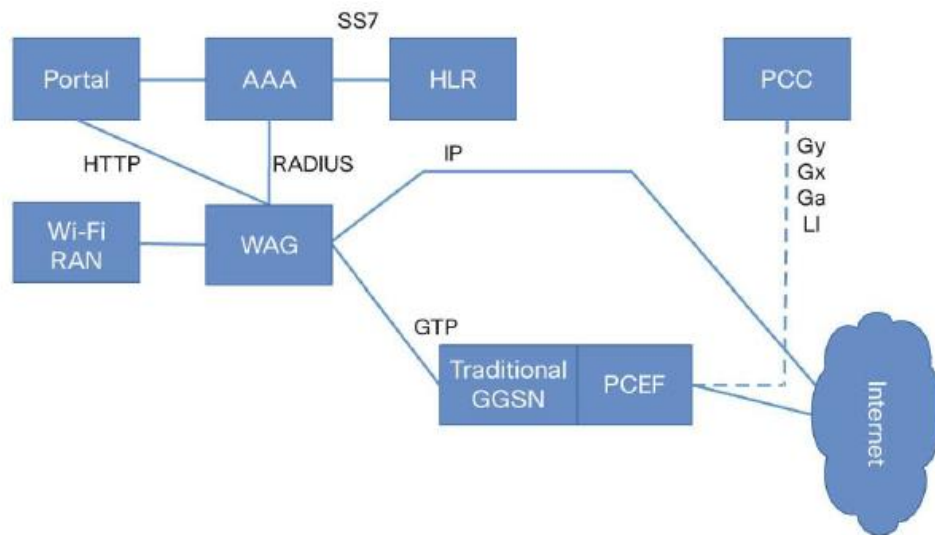 SS7
Portal
AAA
HLR
PCC
HTTP
RADIUS
IP
Gy
Gx
Ga
LI
Wi-Fi
RAN
WAG
GTP
Traditional
GGSN
PCEF
Internet